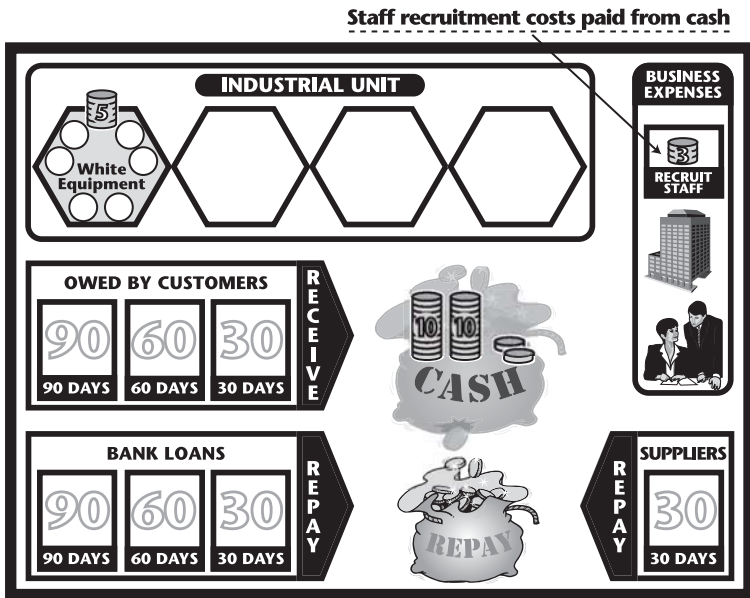 Staff recruitment costs paid from cash
INDUSTRIAL UNIT
BUSINESS
EXPENSES
5
White
Equipment
3
RECRUIT
STAFF
OWED BY CUSTOMERS
90
60
30
90 DAYS
60 DAYS
30 DAYS
RECEIVE
10
10
CASH
BANK LOANS
90
60
30
90 DAYS
60 DAYS
30 DAYS
REPAY
REPAY
REPAY
SUPPLIERS
30
30 DAYS